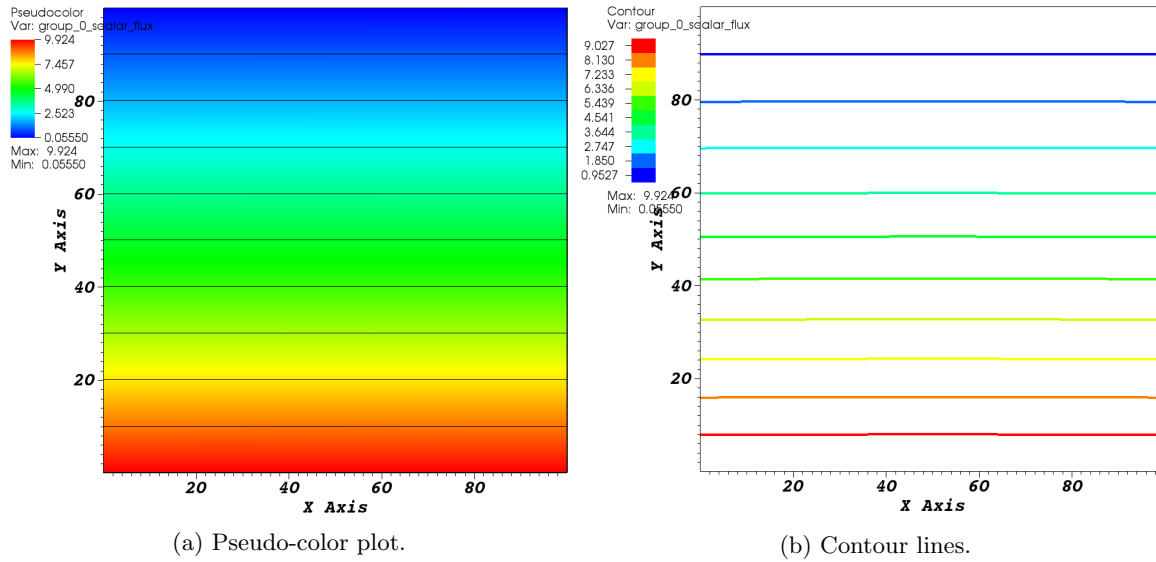 Pseudocolor
Var: group_0_scalar_flux
9.924
7.457
4.990
2.523
0.05550
Max: 9.924
Min: 0.05550
80
60
40
20
Y Axis
20 40 60 80
X Axis
(a) Pseudo-color plot.
Contour
Var: group_0_scalar_flux
9.027
8.130
7.233
6.336
5.439
4.541
3.644
2.747
1.850
0.9527
Max: 9.924
Min: 0.05550
80
60
40
20
Y Axis
20 40 60 80
X Axis
(b) Contour lines.